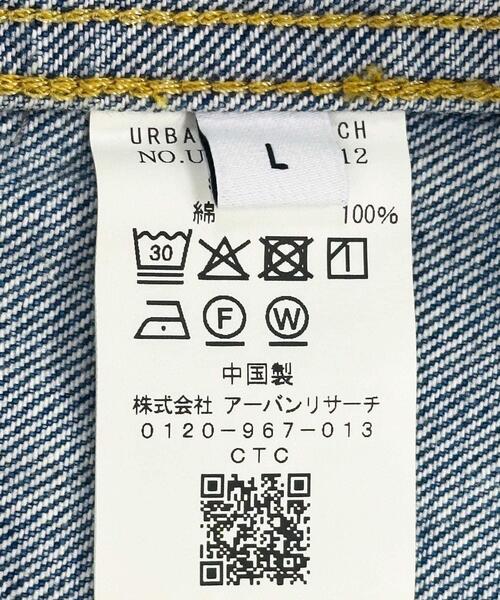 URBA CH
L
NO.U 12
綿 100%
30
F W
中国製
株式会社 アーバンリサーチ
0120-967-013
CTC